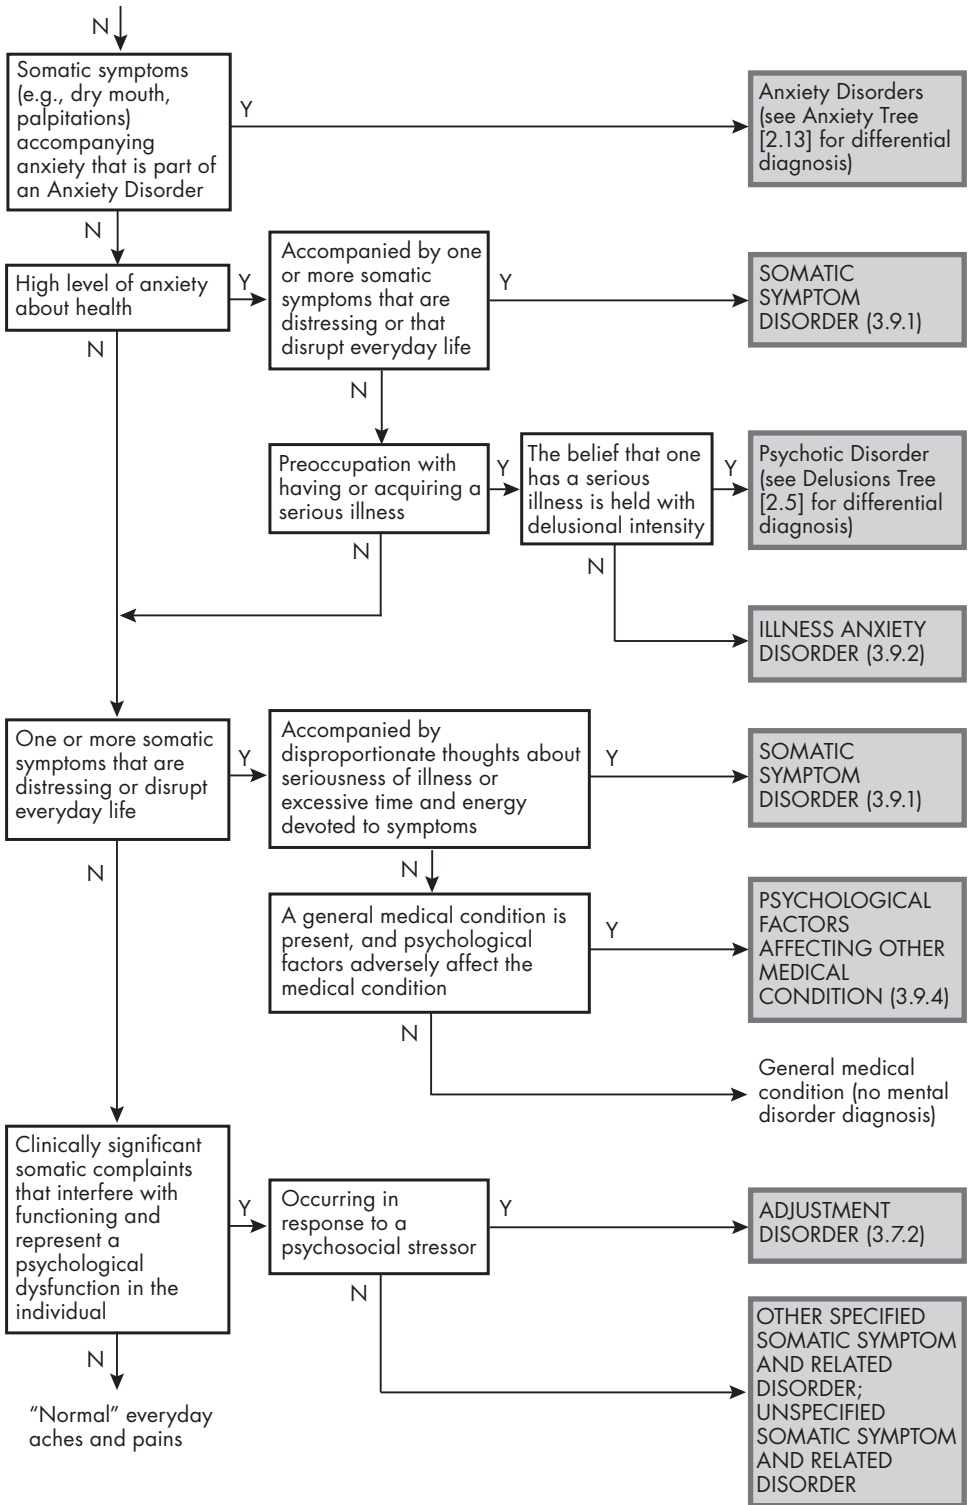 N
Somatic symptoms
(e.g., dry mouth,
palpitations)
accompanying
anxiety that is part of
an Anxiety Disorder
Y
Anxiety Disorders
(see Anxiety Tree
[2.13] for differential
diagnosis)
N
High level of anxiety
about health
Y
Accompanied by one
or more somatic
symptoms that are
distressing or that
disrupt everyday life
Y
SOMATIC
SYMPTOM
DISORDER (3.9.1)
N
N
Preoccupation with
having or acquiring a
serious illness
Y
The belief that one
has a serious
illness is held with
delusional intensity
Y
Psychotic Disorder
(see Delusions Tree
[2.5] for differential
diagnosis)
N
N
ILLNESS ANXIETY
DISORDER (3.9.2)
One or more somatic
symptoms that are
distressing or disrupt
everyday life
Y
Accompanied by
disproportionate thoughts about
seriousness of illness or
excessive time and energy
devoted to symptoms
Y
SOMATIC
SYMPTOM
DISORDER (3.9.1)
N
N
A general medical condition is
present, and psychological
factors adversely affect the
medical condition
Y
PSYCHOLOGICAL
FACTORS
AFFECTING OTHER
MEDICAL
CONDITION (3.9.4)
N
General medical
condition (no mental
disorder diagnosis)
Clinically significant
somatic complaints
that interfere with
functioning and
represent a
psychological
dysfunction in the
individual
Y
Occurring in
response to a
psychosocial stressor
Y
ADJUSTMENT
DISORDER (3.7.2)
N
OTHER SPECIFIED
SOMATIC SYMPTOM
AND RELATED
DISORDER;
UNSPECIFIED
SOMATIC SYMPTOM
AND RELATED
DISORDER
N
“Normal” everyday
aches and pains